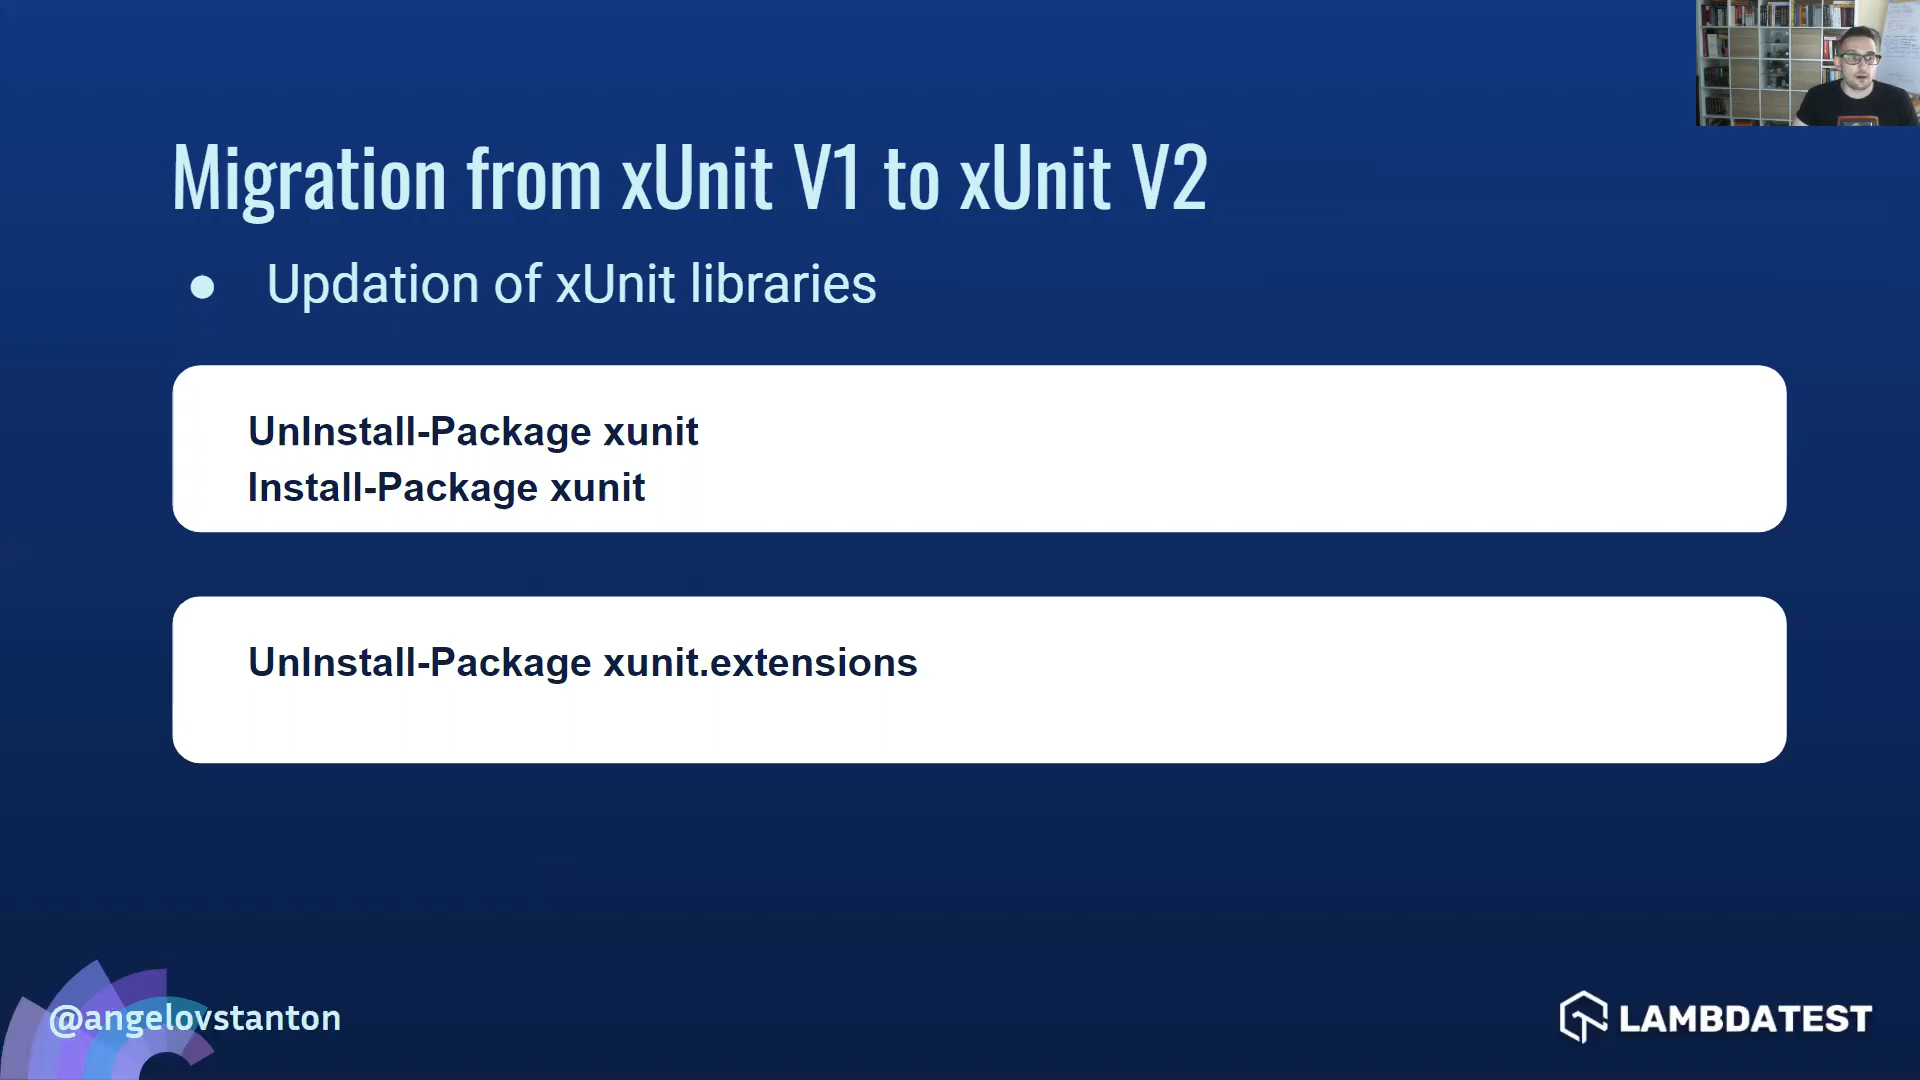 Migration from xUnit V1 to xUnit V2
● Updation of xUnit libraries
UnInstall-Package xunit
Install-Package xunit
UnInstall-Package xunit.extensions
@angelovstanton
LAMBDATEST